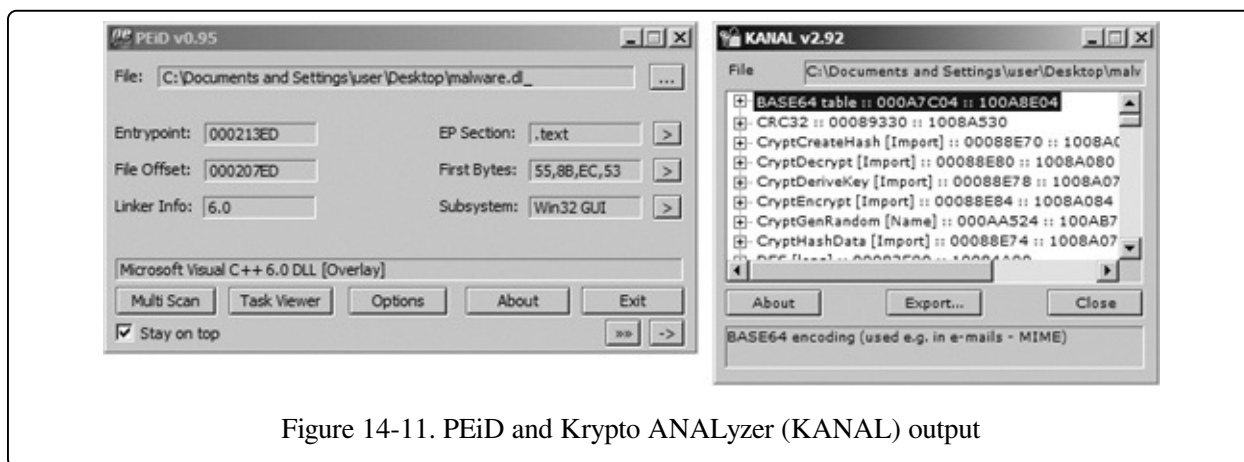 PEiD v0.95
File: C:\Documents and Settings\user\Desktop\malware.dl_ ...
Entrypoint: 000213ED EP Section: .text >
File Offset: 000207ED First Bytes: 55,8B,EC,53 >
Linker Info: 6.0 Subsystem: Win32 GUI >
Microsoft Visual C++ 6.0 DLL [Overlay]
Multi Scan Task Viewer Options About Exit
Stay on top »» ->
KANAL v2.92
File C:\Documents and Settings\user\Desktop\malv
BASE64 table :: 000A7C04 :: 100A8E04
CRC32 :: 00089330 :: 1008A530
CryptCreateHash [Import] :: 00088E70 :: 1008A0
CryptDecrypt [Import] :: 00088E80 :: 1008A080
CryptDeriveKey [Import] :: 00088E78 :: 1008A07
CryptEncrypt [Import] :: 00088E84 :: 1008A084
CryptGenRandom [Name] :: 000AA524 :: 100AB7
CryptHashData [Import] :: 00088E74 :: 1008A07
About Export... Close
BASE64 encoding (used e.g. in e-mails - MIME)
Figure 14-11. PEiD and Krypto ANALyzer (KANAL) output